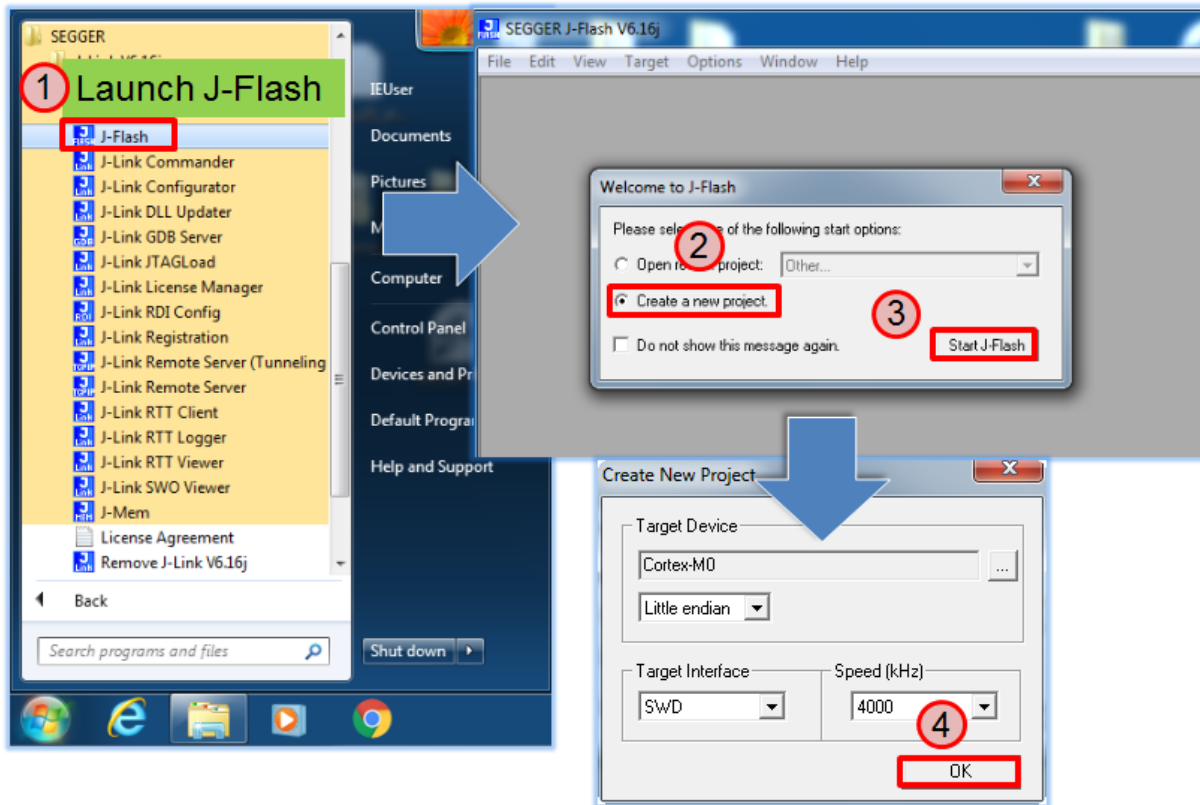 SEGGER
1
Launch J-Flash
J-Flash
J-Link Commander
J-Link Configurator
J-Link DLL Updater
J-Link GDB Server
J-Link JTAGLoad
J-Link License Manager
J-Link RDI Config
J-Link Registration
J-Link Remote Server (Tunneling
J-Link Remote Server
J-Link RTT Client
J-Link RTT Logger
J-Link RTT Viewer
J-Link SWO Viewer
J-Mem
License Agreement
Remove J-Link V6.16j
Back
Search programs and files
IEUser
Documents
Pictures
M
Computer
Control Panel
Devices and Pr
Default Progra
Help and Support
Shut down
SEGGER J-Flash V6.16j
File Edit View Target Options Window Help
Welcome to J-Flash
Please sele of the following start options:
2
Open re project: Other...
Create a new project.
3
Do not show this message again.
Start J-Flash
Create New Project
Target Device
Cortex-M0
...
Little endian
Target Interface
SWD
Speed (kHz)
4000
4
OK